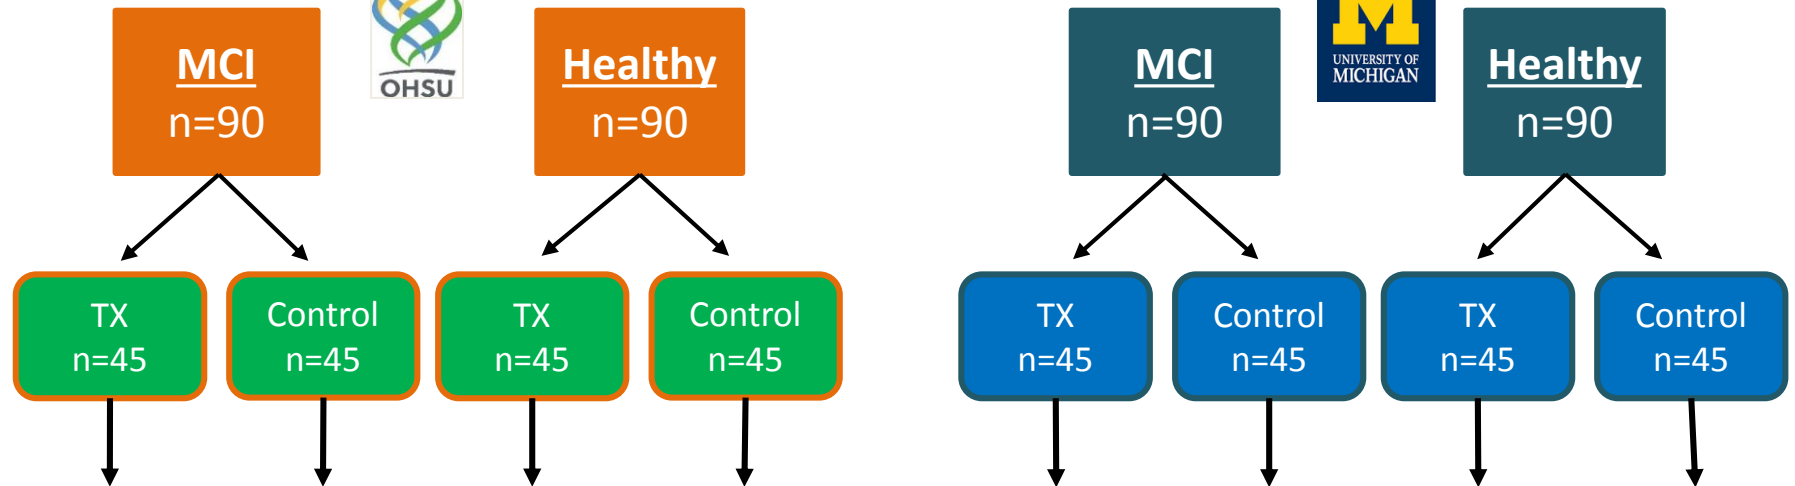 MCI
n=90
OHSU
Healthy
n=90
MCI
n=90
M
UNIVERSITY OF
MICHIGAN
Healthy
n=90
TX
n=45
Control
n=45
TX
n=45
Control
n=45
TX
n=45
Control
n=45
TX
n=45
Control
n=45